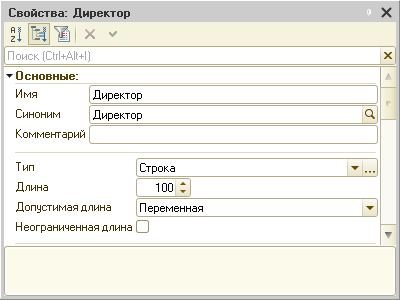 Свойства: Директор
Поиск (Ctrl+Alt+I)
Основные:
Имя Директор
Синоним Директор
Комментарий
Тип Строка ...
Длина 100
Допустимая длина Переменная
Неограниченная длина